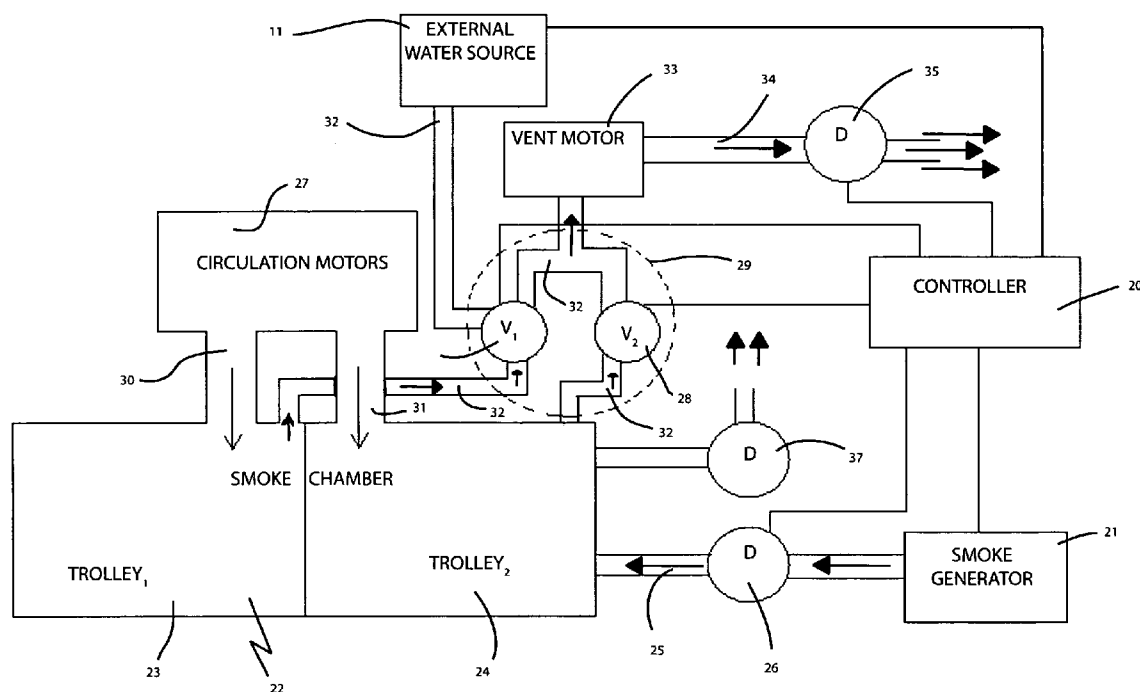 11
EXTERNAL
WATER SOURCE
33
34
35
32
VENT MOTOR
D
27
CIRCULATION MOTORS
29
32
CONTROLLER
20
V1
V2
30
31
32
28
32
D
37
SMOKE CHAMBER
D
SMOKE
GENERATOR
21
TROLLEY1
TROLLEY2
25
26
23
22
24